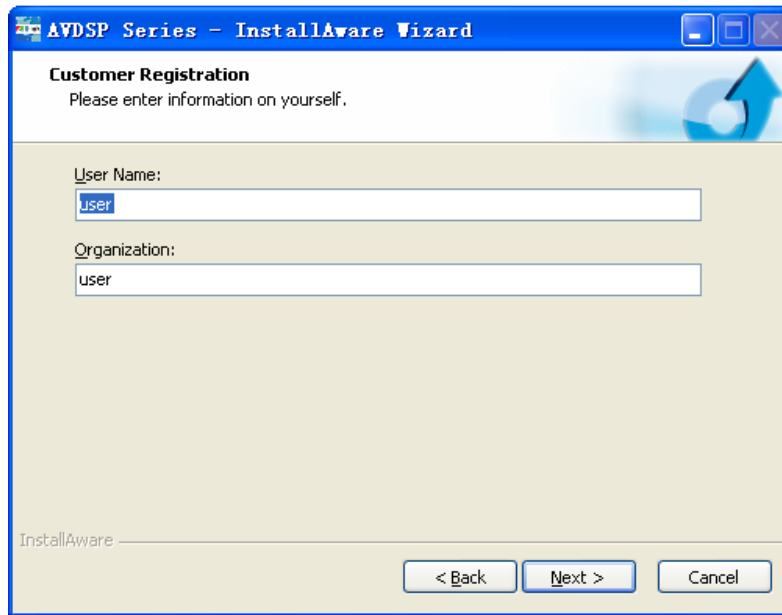 AVDSP Series - InstallAware Wizard
Customer Registration
Please enter information on yourself.
User Name:
user
Organization:
user
InstallAware
< Back Next > Cancel